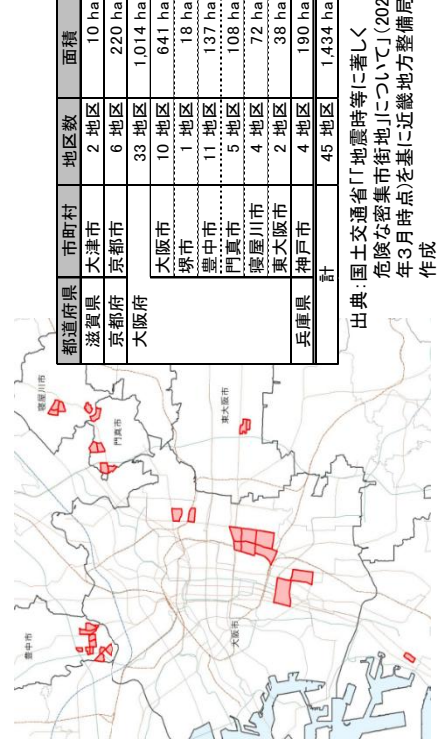 都道府県 市町村 地区数 面積
滋賀県 大津市 2 地区 10 ha
京都府 京都市 6 地区 220 ha
大阪府 33 地区 1,014 ha
大阪市 10 地区 641 ha
堺市 1 地区 18 ha
豊中市 11 地区 137 ha
門真市 5 地区 108 ha
寝屋川市 4 地区 72 ha
東大阪市 2 地区 38 ha
兵庫県 神戸市 4 地区 190 ha
計 45 地区 1,434 ha
出典:国土交通省「「地震時等に著しく
危険な密集市街地」について」(202
年3月時点)を基に近畿地方整備局
作成
豊中市
寝屋川市
門真市
東大阪市
大阪市